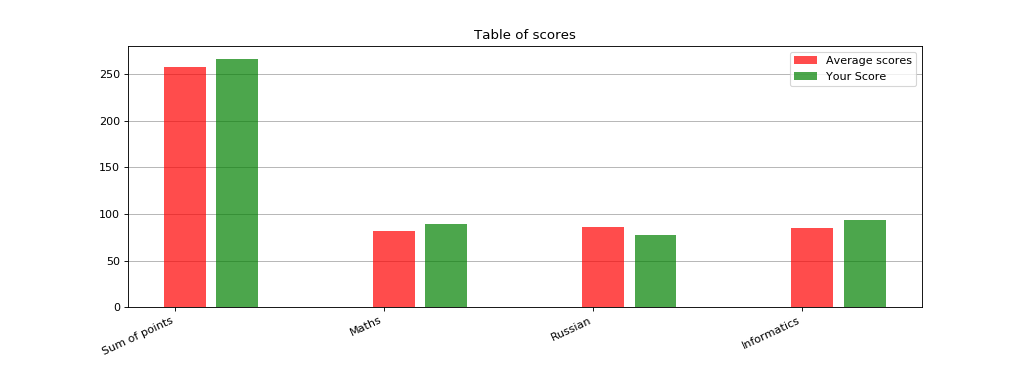 Table of scores
Average scores
Your Score
250
200
150
100
50
0
Sum of points
Maths
Russian
Informatics